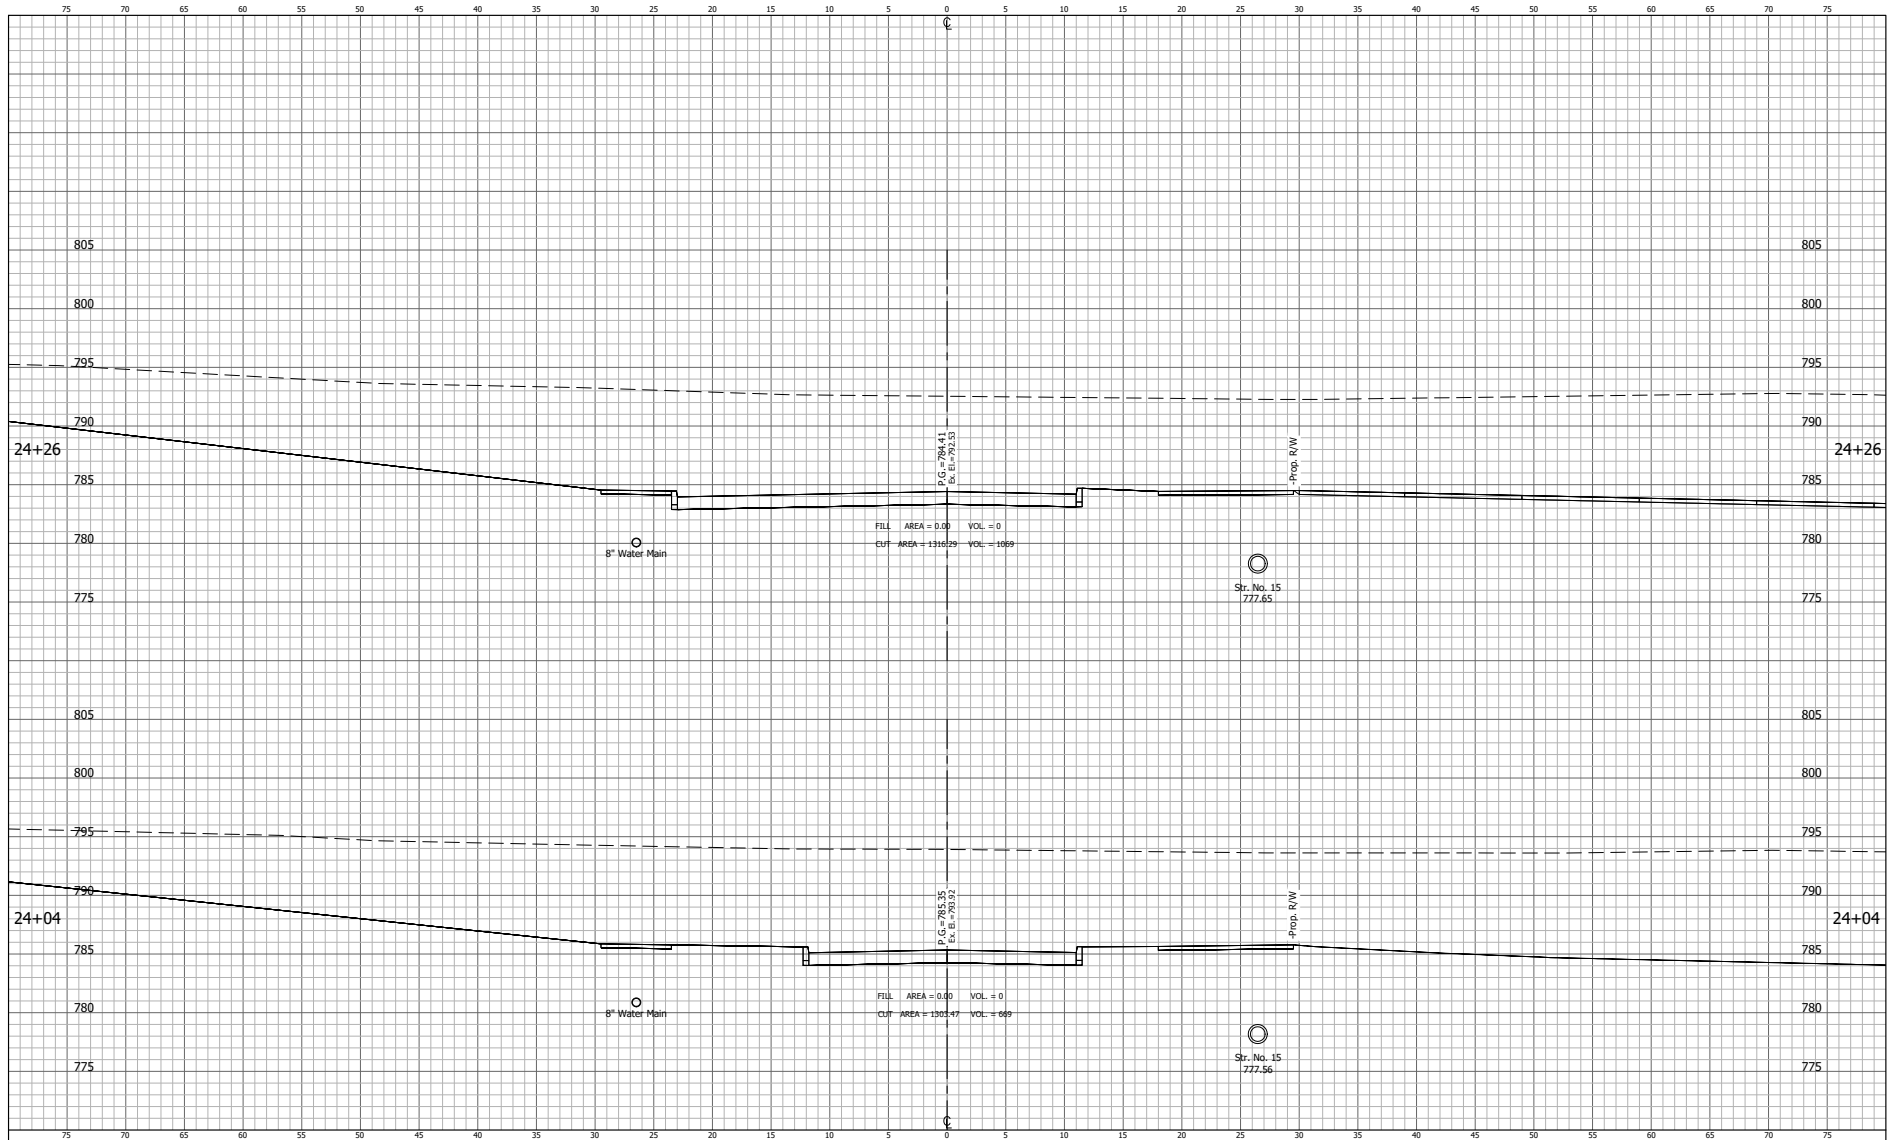 75 70 65 60 55 50 45 40 35 30 25 20 15 10 5 0 5 10 15 20 25 30 35 40 45 50 55 60 65 70 75
℄
805 805
800 800
795 795
790 790
24+26 24+26
P.G.=784.41
Ex. El.=792.53
Prop. R/W
785 785
FILL AREA = 0.00 VOL. = 0
CUT AREA = 1316.29 VOL. = 1069
780 780
8" Water Main
Str. No. 15
777.65
775 775
805 805
800 800
795 795
790 790
24+04 24+04
P.G.=785.35
Ex. El.=793.92
Prop. R/W
785 785
FILL AREA = 0.00 VOL. = 0
CUT AREA = 1303.47 VOL. = 669
780 780
8" Water Main
Str. No. 15
777.56
775 775
℄
75 70 65 60 55 50 45 40 35 30 25 20 15 10 5 0 5 10 15 20 25 30 35 40 45 50 55 60 65 70 75